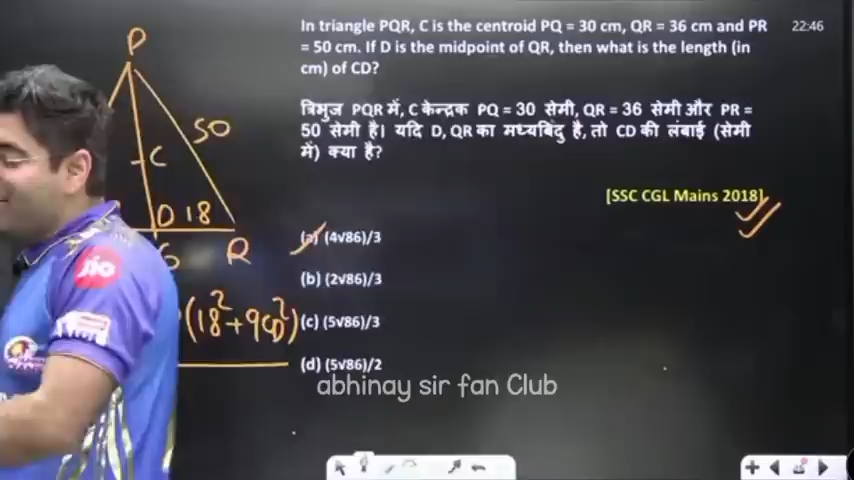 In triangle PQR, C is the centroid PQ = 30 cm, QR = 36 cm and PR
22:46
= 50 cm. If D is the midpoint of QR, then what is the length (in
cm) of CD?
त्रिभुज PQR में, C केन्द्रक PQ = 30 सेमी, QR = 36 सेमी और PR =
50 सेमी है। यदि D, QR का मध्यबिंदु है, तो CD की लंबाई (सेमी
में) क्या है?
[SSC CGL Mains 2018]
P
50
C
D 18
R
(a) (4√86)/3
(b) (2√86)/3
(18²+9CD²)
(c) (5√86)/3
(d) (5√86)/2
abhinay sir fan Club
Jio